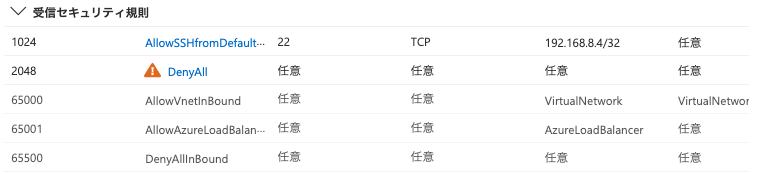 受信セキュリティ規則
1024 AllowSSHfromDefault... 22 TCP 192.168.8.4/32 任意
2048 DenyAll 任意 任意 任意 任意
65000 AllowVnetInBound 任意 任意 VirtualNetwork VirtualNetwor
65001 AllowAzureLoadBalan... 任意 任意 AzureLoadBalancer 任意
65500 DenyAllInBound 任意 任意 任意 任意